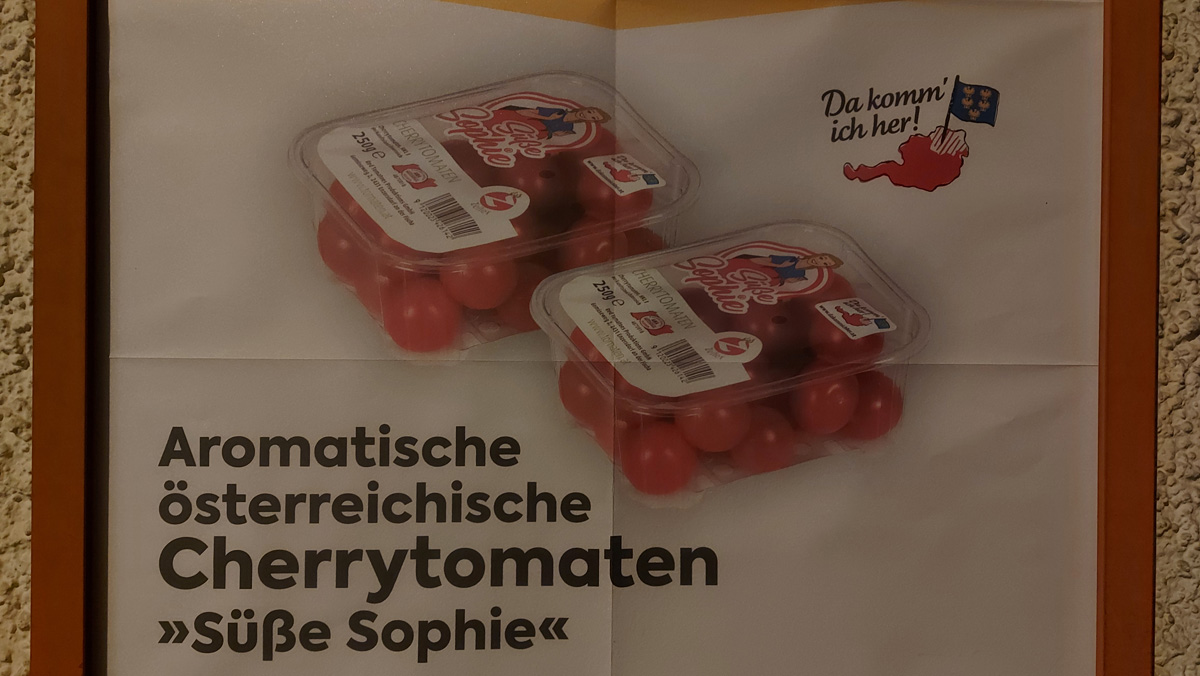 Da komm'
ich her!
Süße
Sophie
CHERRYTOMATEN
250g e
Süße
Sophie
CHERRYTOMATEN
250g e
Aromatische
österreichische
Cherrytomaten
»Süße Sophie«